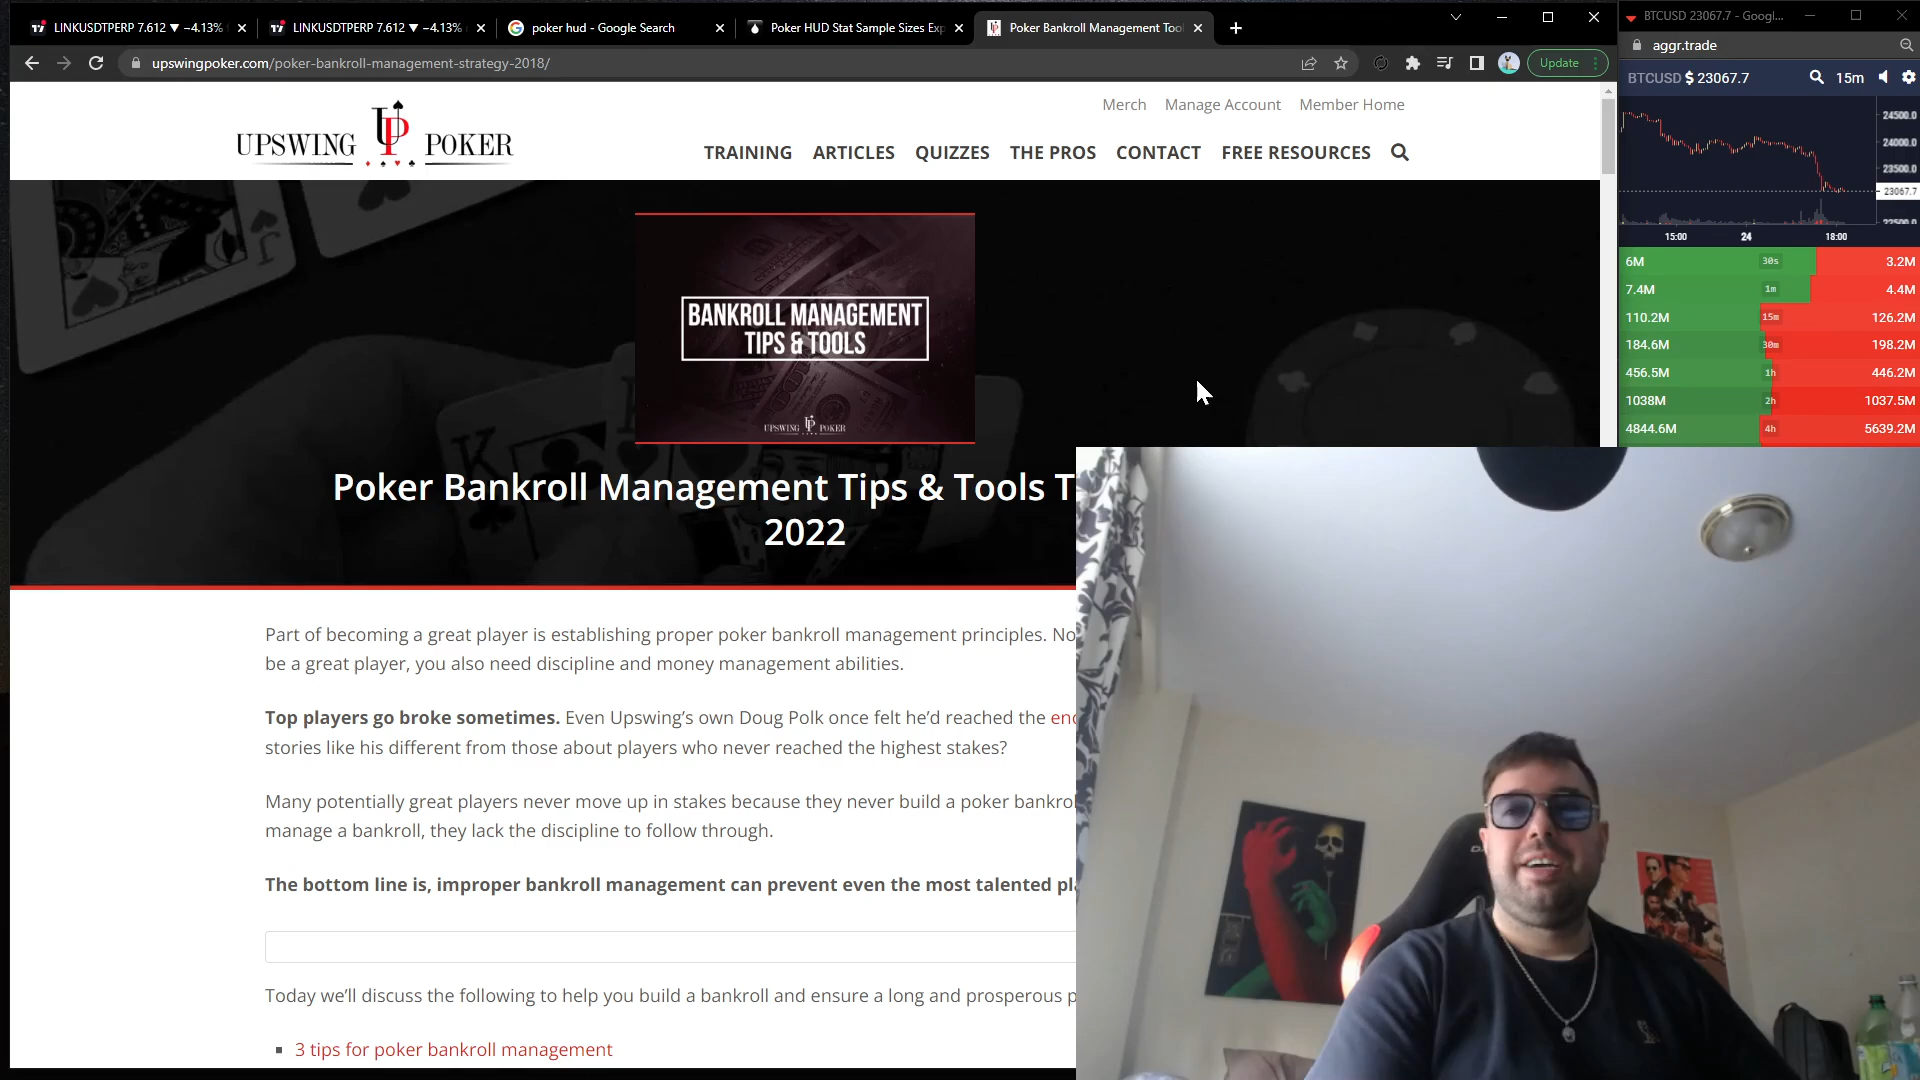 LINKUSDTPERP 7.612 ▼ −4.13%
LINKUSDTPERP 7.612 ▼ −4.13%
poker hud - Google Search
Poker HUD Stat Sample Sizes Exp
Poker Bankroll Management Too
BTCUSD 23067.7 - Googl...
upswingpoker.com/poker-bankroll-management-strategy-2018/
Update
aggr.trade
BTCUSD $ 23067.7
15m
Merch
Manage Account
Member Home
UPSWING UP POKER
TRAINING
ARTICLES
QUIZZES
THE PROS
CONTACT
FREE RESOURCES
24500.0
24000.0
23500.0
23067.7
22500.0
15:00
24
18:00
6M 30s 3.2M
7.4M 1m 4.4M
110.2M 15m 126.2M
184.6M 30m 198.2M
456.5M 1h 446.2M
1038M 2h 1037.5M
4844.6M 4h 5639.2M
BANKROLL MANAGEMENT
TIPS & TOOLS
UPSWING UP POKER
Poker Bankroll Management Tips & Tools T
2022
Part of becoming a great player is establishing proper poker bankroll management principles. No
be a great player, you also need discipline and money management abilities.
Top players go broke sometimes. Even Upswing's own Doug Polk once felt he'd reached the end
stories like his different from those about players who never reached the highest stakes?
Many potentially great players never move up in stakes because they never build a poker bankrol
manage a bankroll, they lack the discipline to follow through.
The bottom line is, improper bankroll management can prevent even the most talented pla
Today we'll discuss the following to help you build a bankroll and ensure a long and prosperous p
▪ 3 tips for poker bankroll management